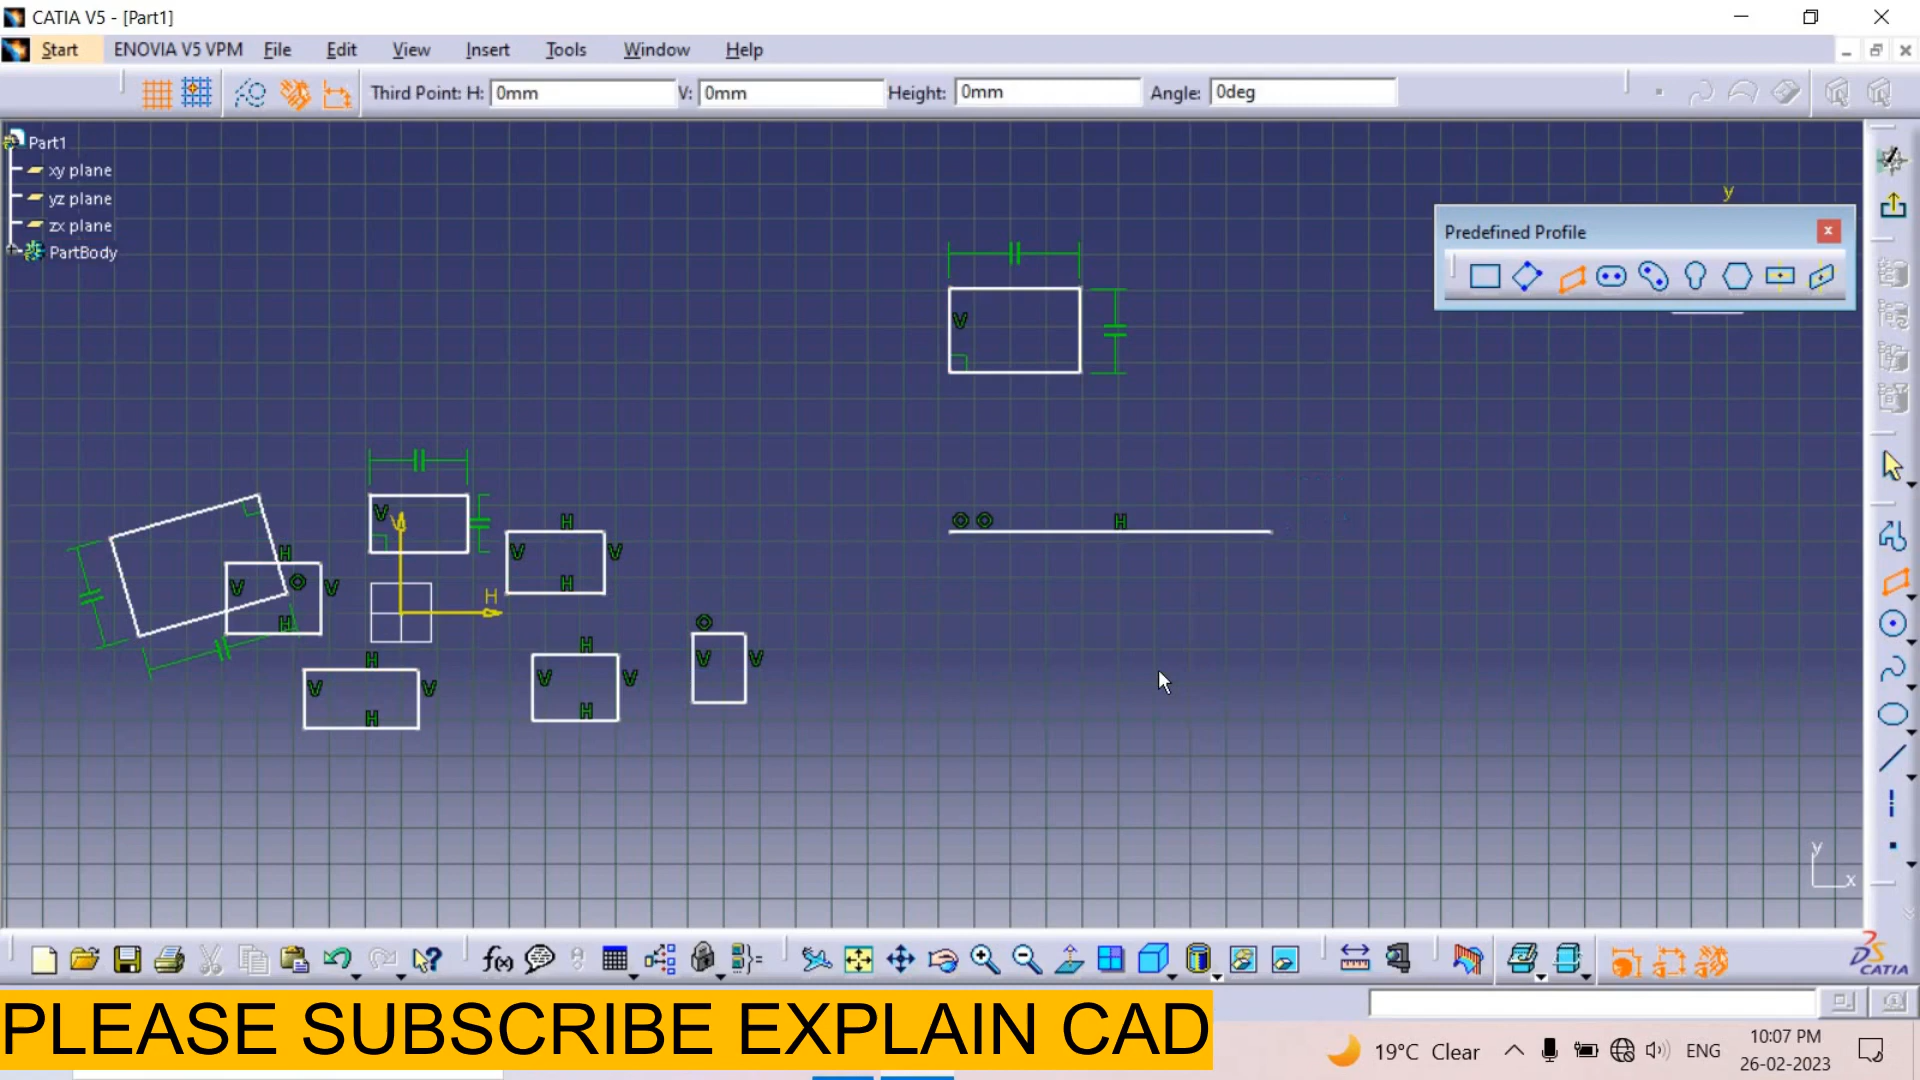 CATIA V5 - [Part1]
Start ENOVIA V5 VPM File Edit View Insert Tools Window Help
Third Point: H: 0mm V: 0mm Height: 0mm Angle: 0deg
Part1
xy plane
yz plane
zx plane
PartBody
y
Predefined Profile
V
V
H
H
V
V
H
H
V
V
H
H
V
V
H
H
V
V
H
H
V
V
H
V
V
y
x
f(x)
DS
CATIA
PLEASE SUBSCRIBE EXPLAIN CAD
19°C Clear
ENG
10:07 PM
26-02-2023